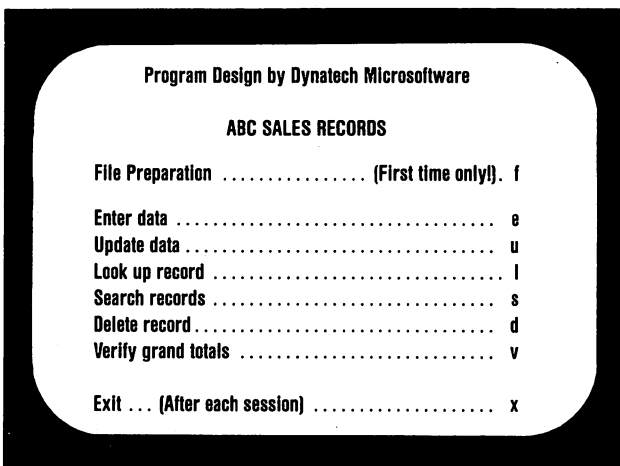 Program Design by Dynatech Microsoftware
ABC SALES RECORDS
File Preparation ................ (First time only!). f
Enter data ................................... e
Update data .................................. u
Look up record ................................ l
Search records ................................ s
Delete record ................................. d
Verify grand totals ............................ v
Exit ... (After each session) .................... x